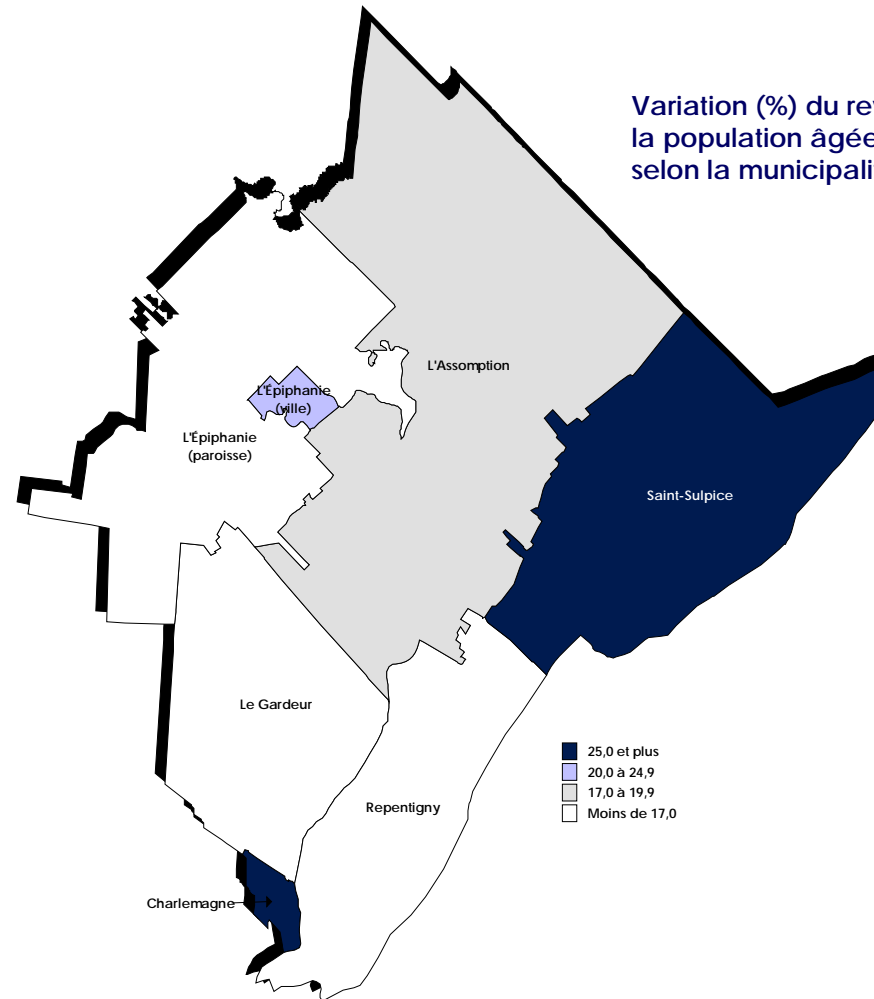 Variation (%) du rev
la population âgée
selon la municipali
L'Assomption
L'Épiphanie
(ville)
L'Épiphanie
(paroisse)
Saint-Sulpice
Le Gardeur
25,0 et plus
20,0 à 24,9
17,0 à 19,9
Moins de 17,0
Repentigny
Charlemagne